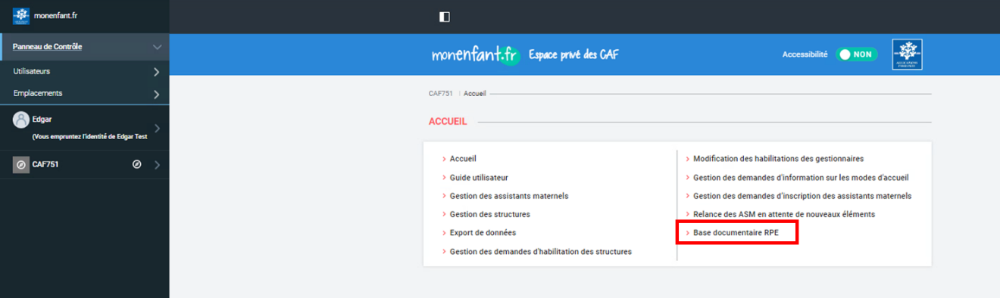 monenfant.fr
Panneau de Contrôle
Utilisateurs
Emplacements
Edgar
(Vous empruntez l'identité de Edgar Test
CAF751
monenfant.fr Espace privé des CAF
Accessibilité NON
ALLOCATIONS FAMILIALES
CAF751 | Accueil
ACCUEIL
Accueil
Guide utilisateur
Gestion des assistants maternels
Gestion des structures
Export de données
Gestion des demandes d'habilitation des structures
Modification des habilitations des gestionnaires
Gestion des demandes d'information sur les modes d'accueil
Gestion des demandes d'inscription des assistants maternels
Relance des ASM en attente de nouveaux éléments
Base documentaire RPE